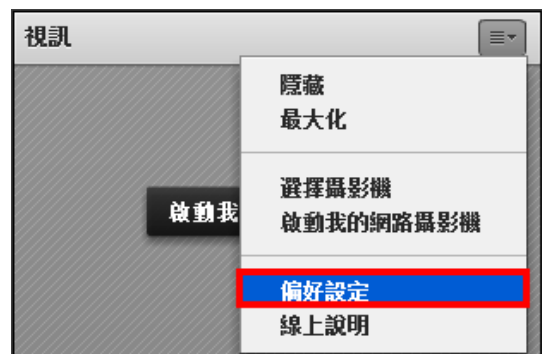 視訊
隱藏
最大化
選擇攝影機
啟動我
啟動我的網路攝影機
偏好設定
線上說明